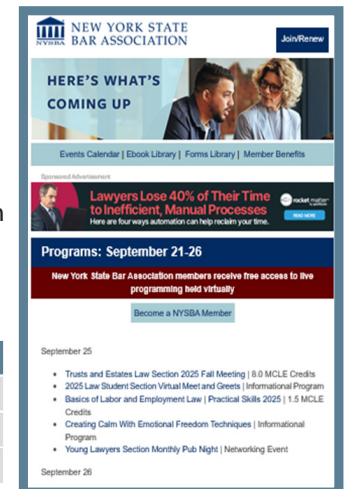 NEW YORK STATE
NYSBA BAR ASSOCIATION
Join/Renew
HERE'S WHAT'S
COMING UP
Events Calendar | Ebook Library | Forms Library | Member Benefits
Sponsored Advertisement
Lawyers Lose 40% of Their Time
to Inefficient, Manual Processes
Here are four ways automation can help reclaim your time.
rocket matter
READ NOW
Programs: September 21-26
New York State Bar Association members receive free access to live
programming held virtually
Become a NYSBA Member
September 25
• Trusts and Estates Law Section 2025 Fall Meeting | 8.0 MCLE Credits
• 2025 Law Student Section Virtual Meet and Greets | Informational Program
• Basics of Labor and Employment Law | Practical Skills 2025 | 1.5 MCLE
Credits
• Creating Calm With Emotional Freedom Techniques | Informational
Program
• Young Lawyers Section Monthly Pub Night | Networking Event
September 26